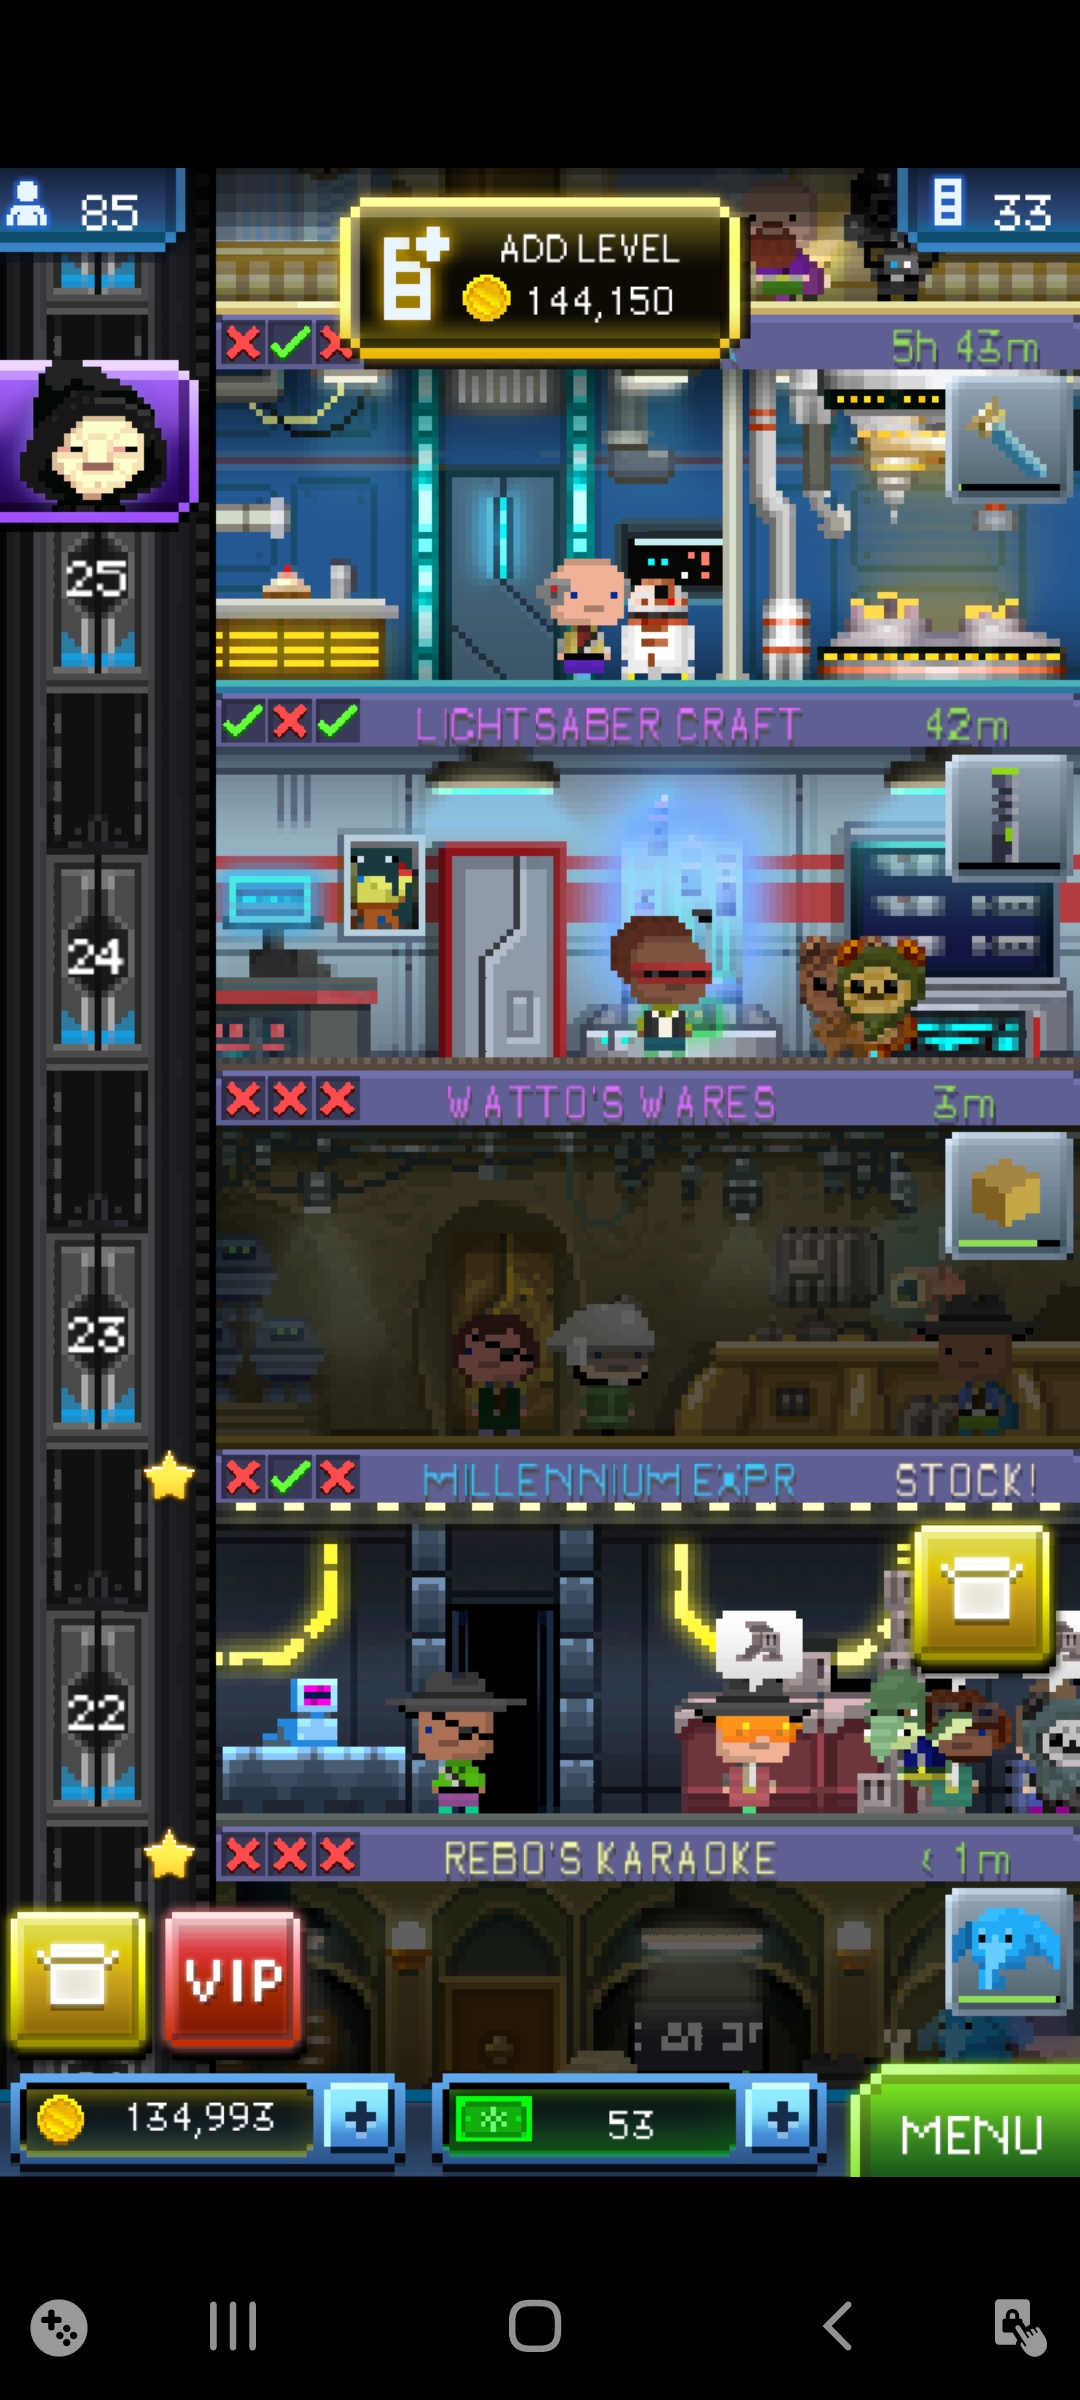 85
33
ADD LEVEL
144,150
5h 43m
25
LIGHTSABER CRAFT
42m
24
WATTO'S WARES
3m
23
MILLENNIUM EXPR
STOCK!
22
REBO'S KARAOKE
< 1m
VIP
134,993
53
MENU